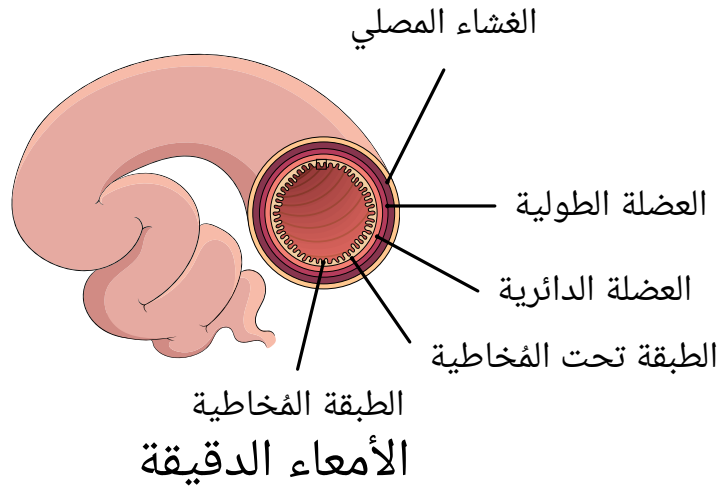 الغشاء المصلي
العضلة الطولية
العضلة الدائرية
الطبقة تحت المُخاطية
الطبقة المُخاطية
الأمعاء الدقيقة